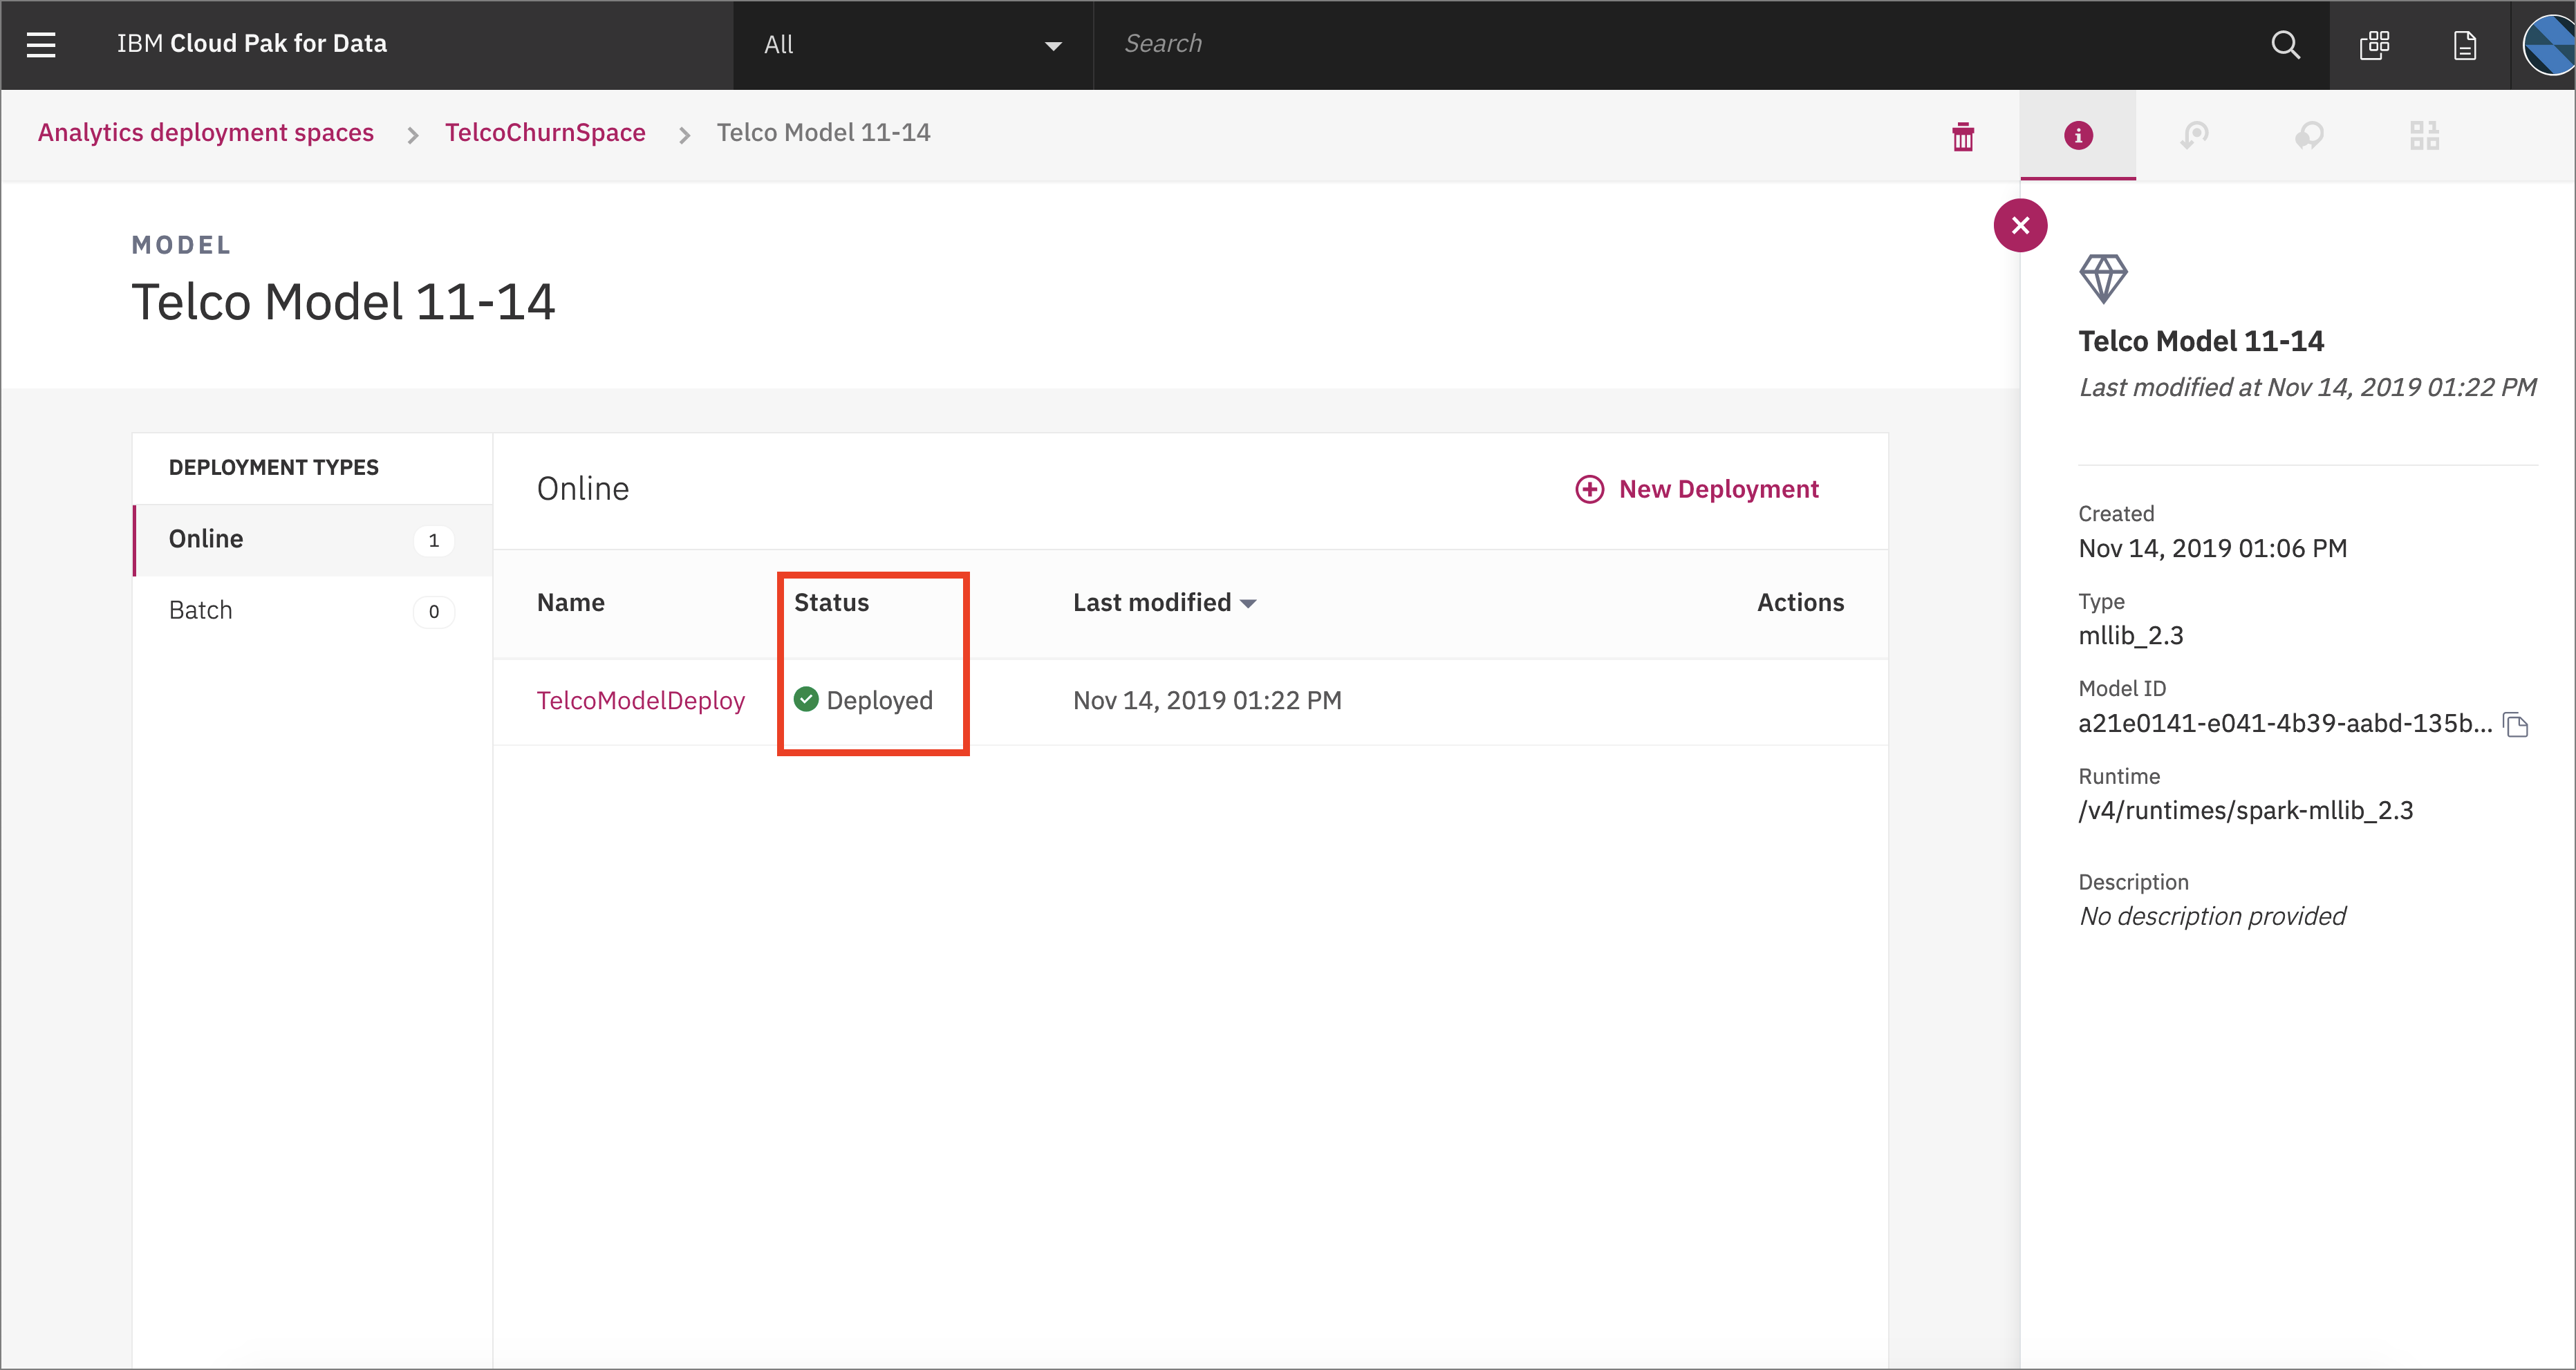 IBM Cloud Pak for Data
All
Search
Analytics deployment spaces
TelcoChurnSpace
Telco Model 11-14
MODEL
Telco Model 11-14
DEPLOYMENT TYPES
Online 1
Batch 0
Online
New Deployment
Name Status Last modified Actions
TelcoModelDeploy Deployed Nov 14, 2019 01:22 PM
Telco Model 11-14
Last modified at Nov 14, 2019 01:22 PM
Created
Nov 14, 2019 01:06 PM
Type
mllib_2.3
Model ID
a21e0141-e041-4b39-aabd-135b...
Runtime
/v4/runtimes/spark-mllib_2.3
Description
No description provided